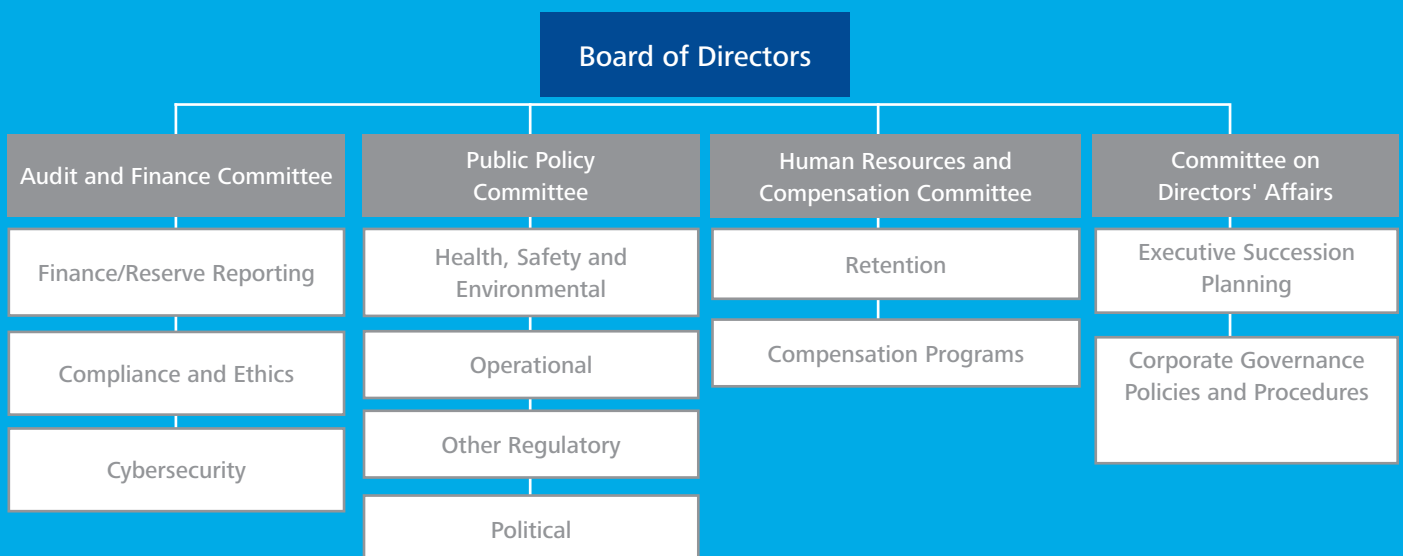 Board of Directors
Audit and Finance Committee
Finance/Reserve Reporting
Compliance and Ethics
Cybersecurity
Public Policy
Committee
Health, Safety and
Environmental
Operational
Other Regulatory
Political
Human Resources and
Compensation Committee
Retention
Compensation Programs
Committee on
Directors' Affairs
Executive Succession
Planning
Corporate Governance
Policies and Procedures